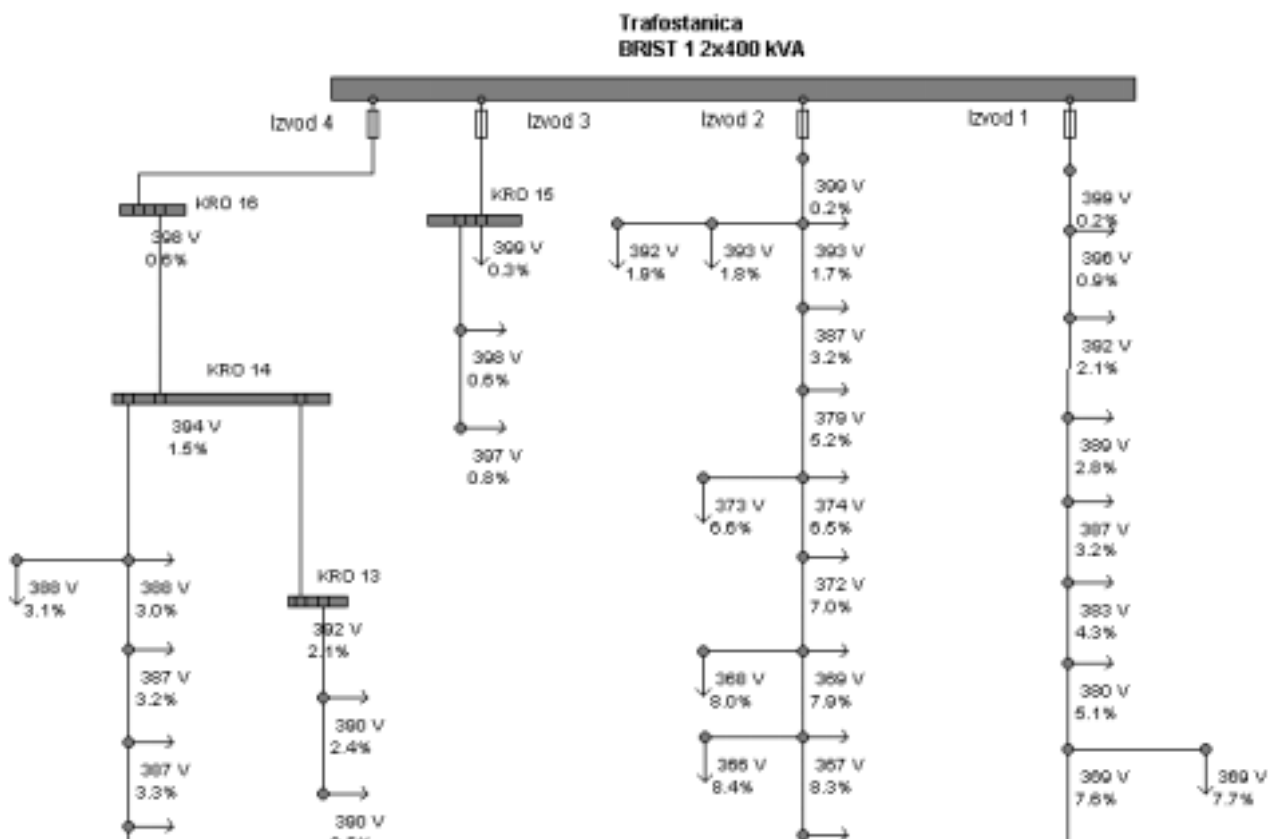 Trafostanica
BRIST 1 2x400 kVA
Izvod 4
Izvod 3
Izvod 2
Izvod 1
KRO 16
398 V
0.6%
KRO 15
399 V
0.3%
398 V
0.6%
397 V
0.8%
KRO 14
394 V
1.5%
388 V
3.1%
388 V
3.0%
387 V
3.2%
387 V
3.3%
KRO 13
392 V
2.1%
390 V
2.4%
390 V
399 V
0.2%
392 V
1.9%
393 V
1.8%
393 V
1.7%
387 V
3.2%
379 V
5.2%
373 V
6.6%
374 V
6.5%
372 V
7.0%
368 V
8.0%
369 V
7.9%
366 V
8.4%
367 V
8.3%
399 V
0.2%
396 V
0.9%
392 V
2.1%
389 V
2.8%
387 V
3.2%
383 V
4.3%
380 V
5.1%
369 V
7.6%
369 V
7.7%